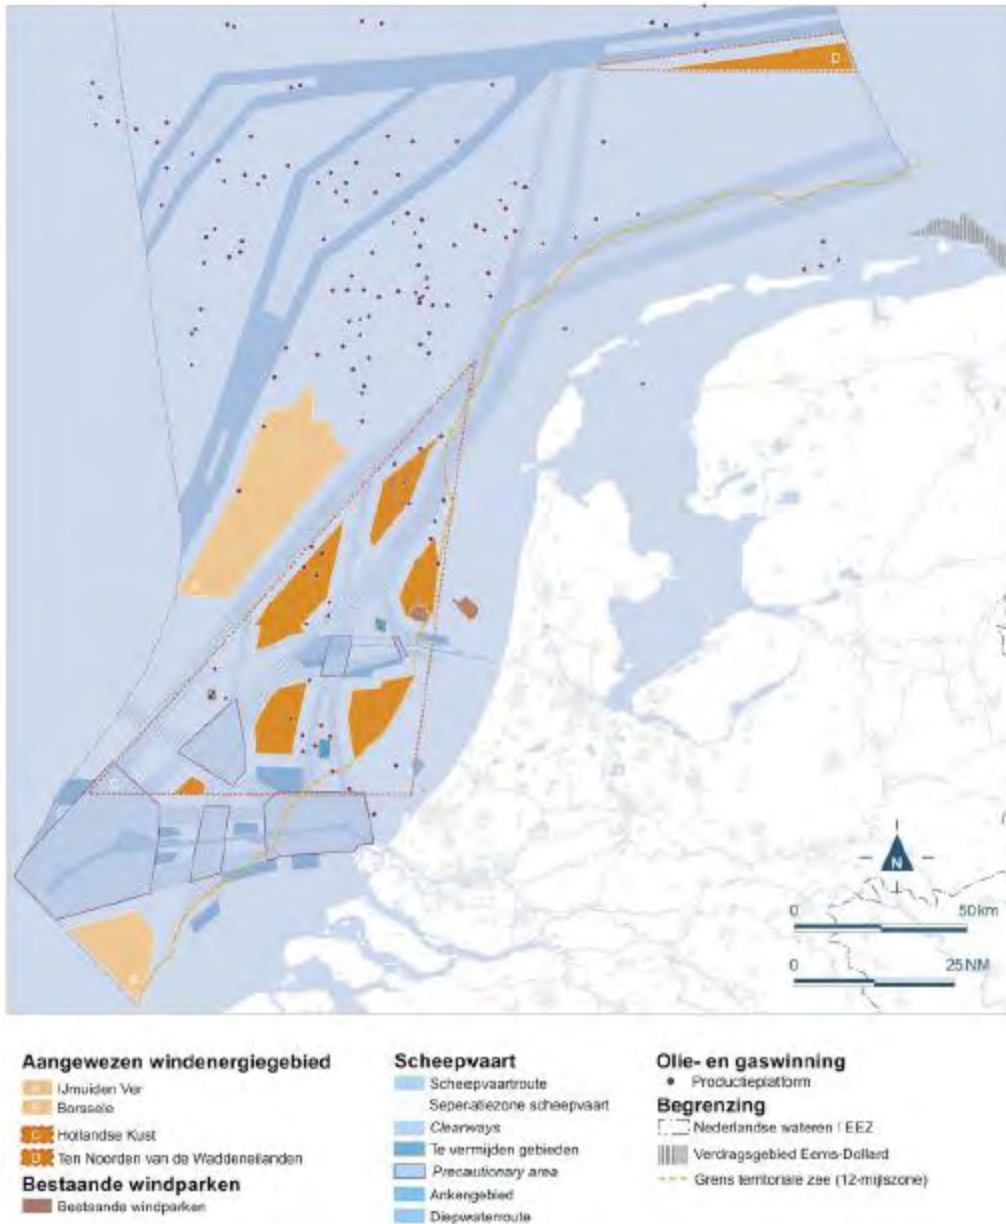 D
C
N
0 50km
0 25NM
Aangewezen windenergiegebied
IJmuiden Ver
Borssele
C Hollandse Kust
D Ten Noorden van de Waddeneilanden
Bestaande windparken
Bestaande windparken
Scheepvaart
Scheepvaartroute
Seperatiezone scheepvaart
Clearways
Te vermijden gebieden
Precautionary area
Ankergebied
Diepwaterroute
Olie- en gaswinning
Productieplatform
Begrenzing
Nederlandse wateren / EEZ
Verdragsgebied Eems-Dollard
Grens territoriale zee (12-mijlszone)